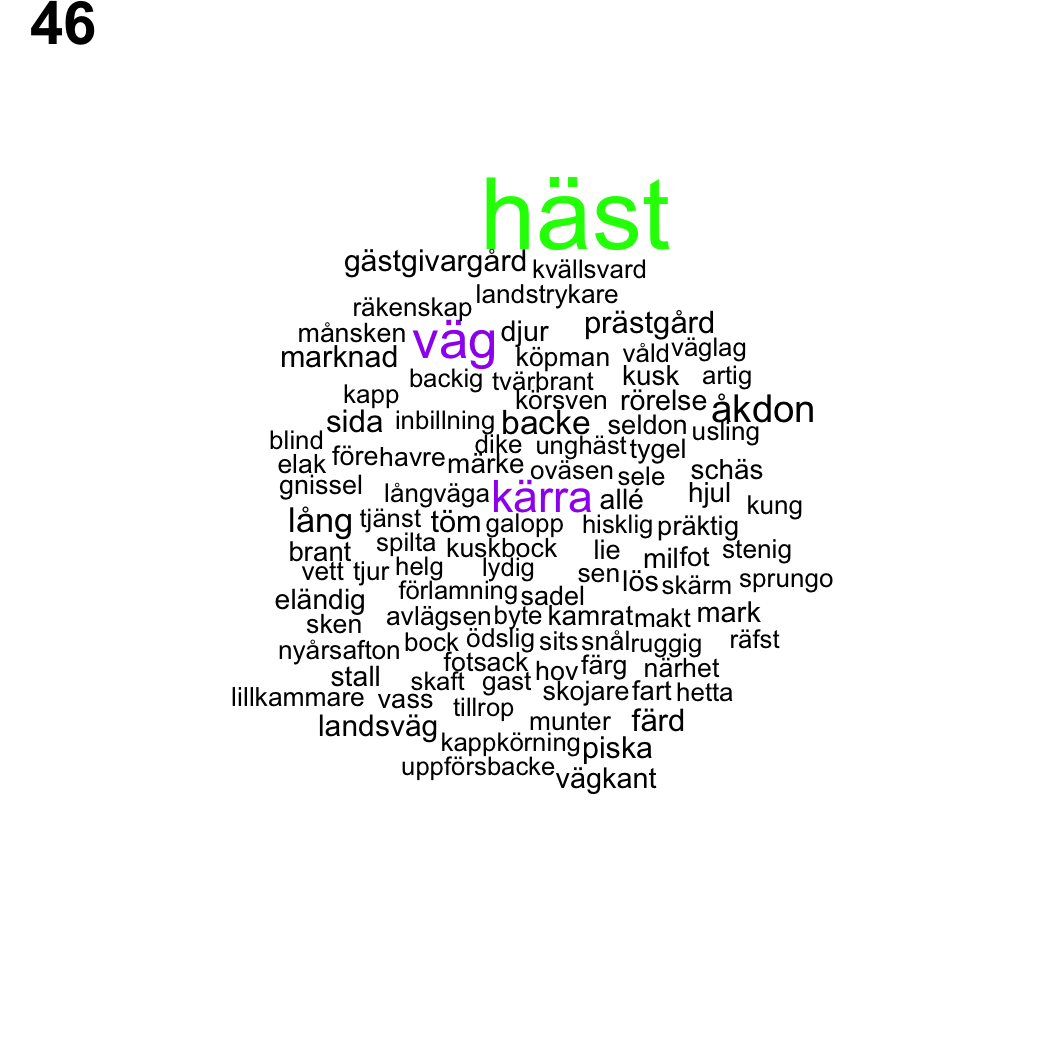 46
häst
gästgivargård kvällsvard
landstrykare
räkenskap
månsken väg djur prästgård
marknad köpman våld väglag
backig tvärbrant kusk artig
kapp körsven rörelse åkdon
sida inbillning backe seldon usling
blind dike unghäst tygel
elak förehavre märke oväsen sele schäs
gnissel långväga kärra allé hjul kung
lång tjänst töm galopp hisklig präktig
brant spilta kuskbock lie mil fot stenig
vett tjur helg lydig sen lös skärm sprungo
eländig förlamning sadel
sken avlägsen byte kamrat makt mark
nyårsafton bock ödslig sits snål ruggig räfst
stall fotsack hov färg närhet
lillkammare vass skaft gast skojare fart hetta
landsväg tillrop munter färd
kappkörning piska
uppförsbacke vägkant